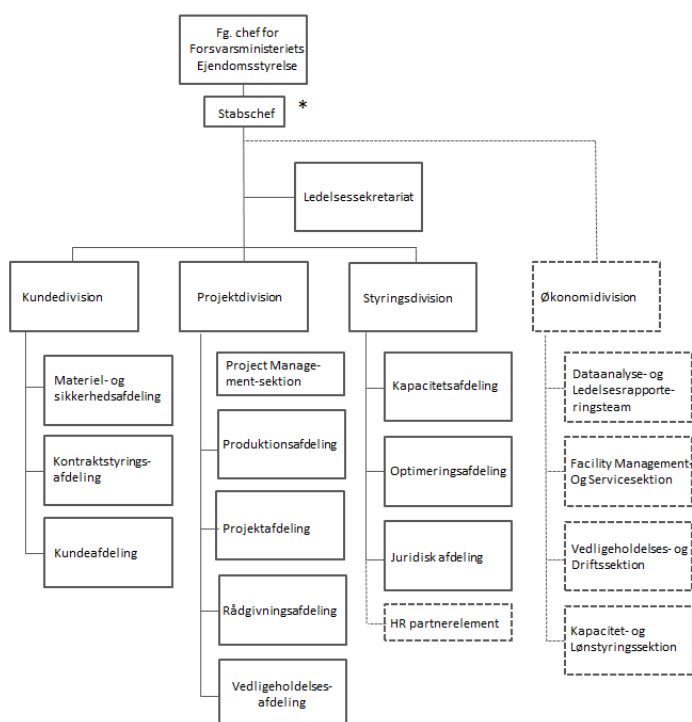 Fg. chef for
Forsvarsministeriets
Ejendomsstyrelse
Stabschef
*
Ledelsessekretariat
Kundedivision
Projektdivision
Styringsdivision
Økonomidivision
Materiel- og
sikkerhedsafdeling
Kontraktstyrings-
afdeling
Kundeafdeling
Project Manage-
ment-sektion
Produktionsafdeling
Projektafdeling
Rådgivningsafdeling
Vedligeholdelses-
afdeling
Kapacitetsafdeling
Optimeringsafdeling
Juridisk afdeling
HR partnerelement
Dataanalyse- og
Ledelsesrapporte-
ringsteam
Facility Management-
Og Servicesektion
Vedligeholdelses- og
Driftssektion
Kapacitet- og
Lønstyringssektion